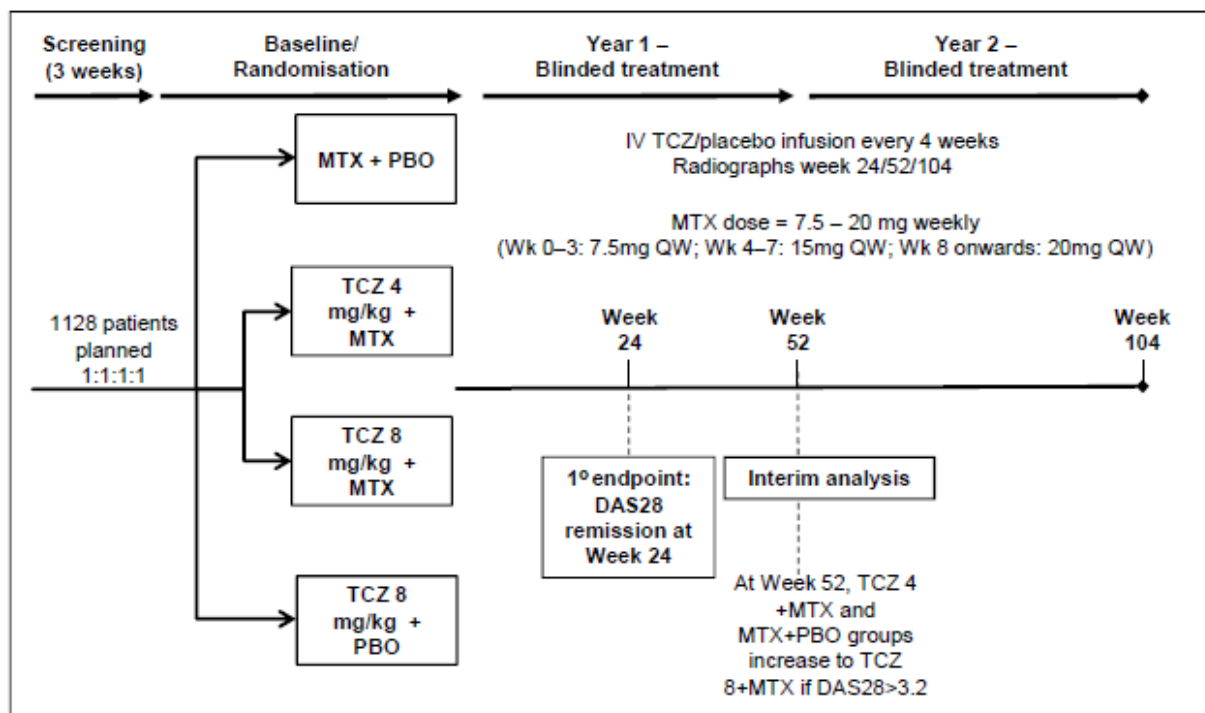 Screening
(3 weeks)
Baseline/
Randomisation
Year 1 –
Blinded treatment
Year 2 –
Blinded treatment
MTX + PBO
IV TCZ/placebo infusion every 4 weeks
Radiographs week 24/52/104
MTX dose = 7.5 – 20 mg weekly
(Wk 0–3: 7.5mg QW; Wk 4–7: 15mg QW; Wk 8 onwards: 20mg QW)
TCZ 4
mg/kg +
MTX
1128 patients
planned
1:1:1:1
Week
24
Week
52
Week
104
TCZ 8
mg/kg +
MTX
1º endpoint:
DAS28
remission at
Week 24
Interim analysis
TCZ 8
mg/kg +
PBO
At Week 52, TCZ 4
+MTX and
MTX+PBO groups
increase to TCZ
8+MTX if DAS28>3.2